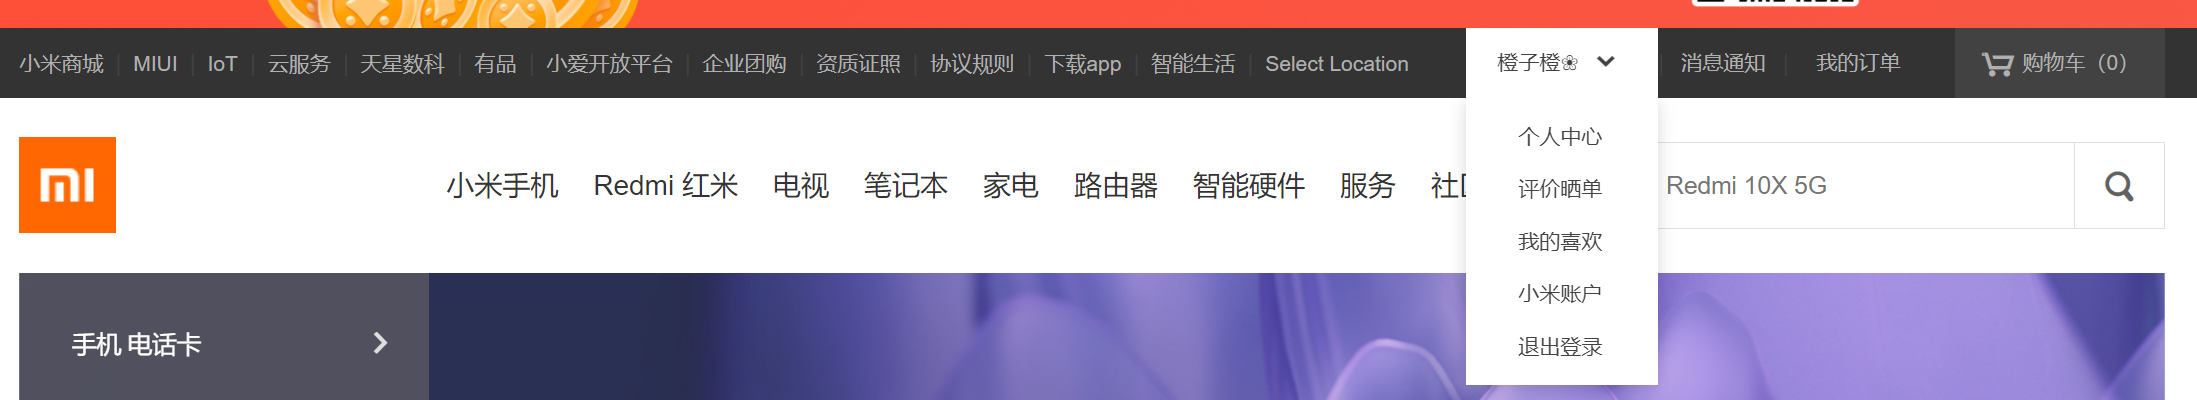 小米商城 MIUI IoT 云服务 天星数科 有品 小爱开放平台 企业团购 资质证照 协议规则 下载app 智能生活 Select Location 橙子橙❀ 消息通知 我的订单 购物车（0）
个人中心
mi 小米手机 Redmi 红米 电视 笔记本 家电 路由器 智能硬件 服务 社 Redmi 10X 5G
评价晒单
我的喜欢
小米账户
手机 电话卡
退出登录